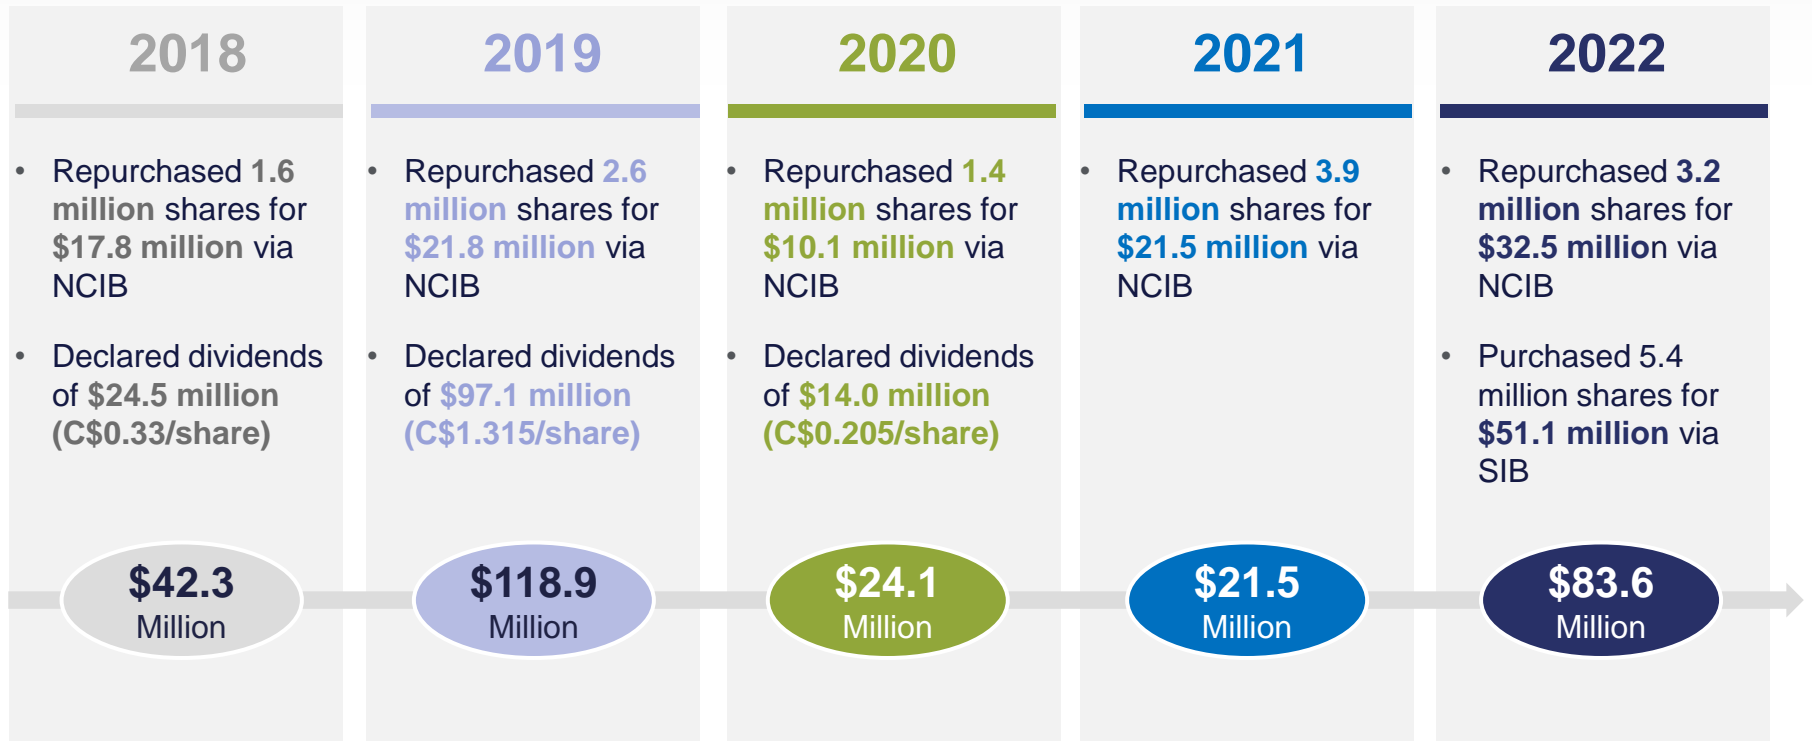 2018
• Repurchased 1.6
million shares for
$17.8 million via
NCIB
• Declared dividends
of $24.5 million
(C$0.33/share)
$42.3
Million
2019
• Repurchased 2.6
million shares for
$21.8 million via
NCIB
• Declared dividends
of $97.1 million
(C$1.315/share)
$118.9
Million
2020
• Repurchased 1.4
million shares for
$10.1 million via
NCIB
• Declared dividends
of $14.0 million
(C$0.205/share)
$24.1
Million
2021
• Repurchased 3.9
million shares for
$21.5 million via
NCIB
$21.5
Million
2022
• Repurchased 3.2
million shares for
$32.5 million via
NCIB
• Purchased 5.4
million shares for
$51.1 million via
SIB
$83.6
Million